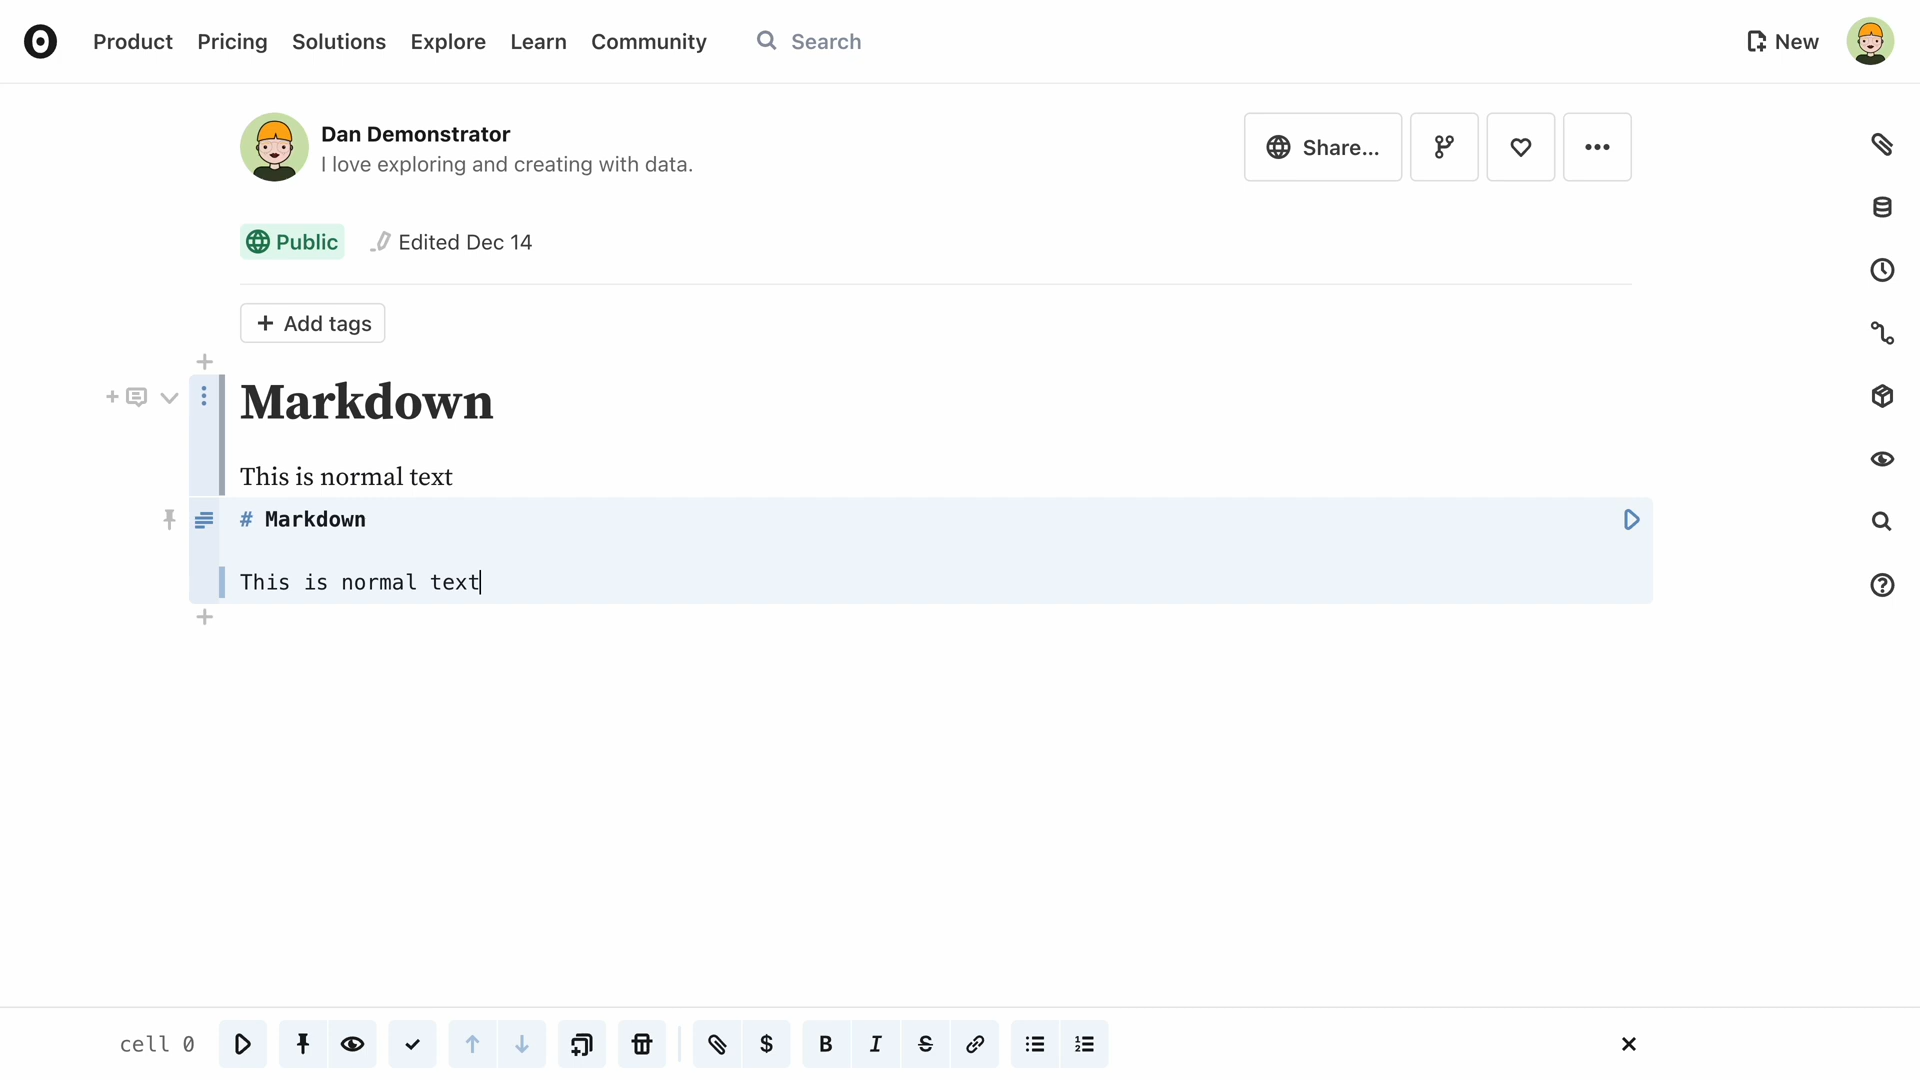 Product Pricing Solutions Explore Learn Community Search New
Dan Demonstrator
I love exploring and creating with data.
Share...
Public Edited Dec 14
+ Add tags
Markdown
This is normal text
# Markdown
This is normal text
cell 0 $ B I S